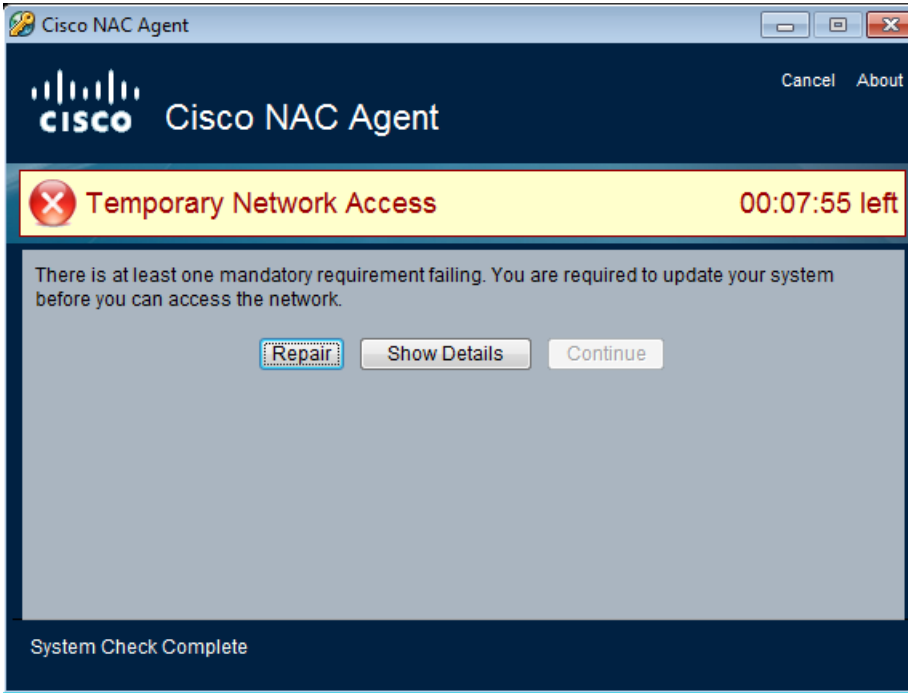 Cisco NAC Agent
Cancel About
CISCO Cisco NAC Agent
Temporary Network Access 00:07:55 left
There is at least one mandatory requirement failing. You are required to update your system
before you can access the network.
Repair Show Details Continue
System Check Complete